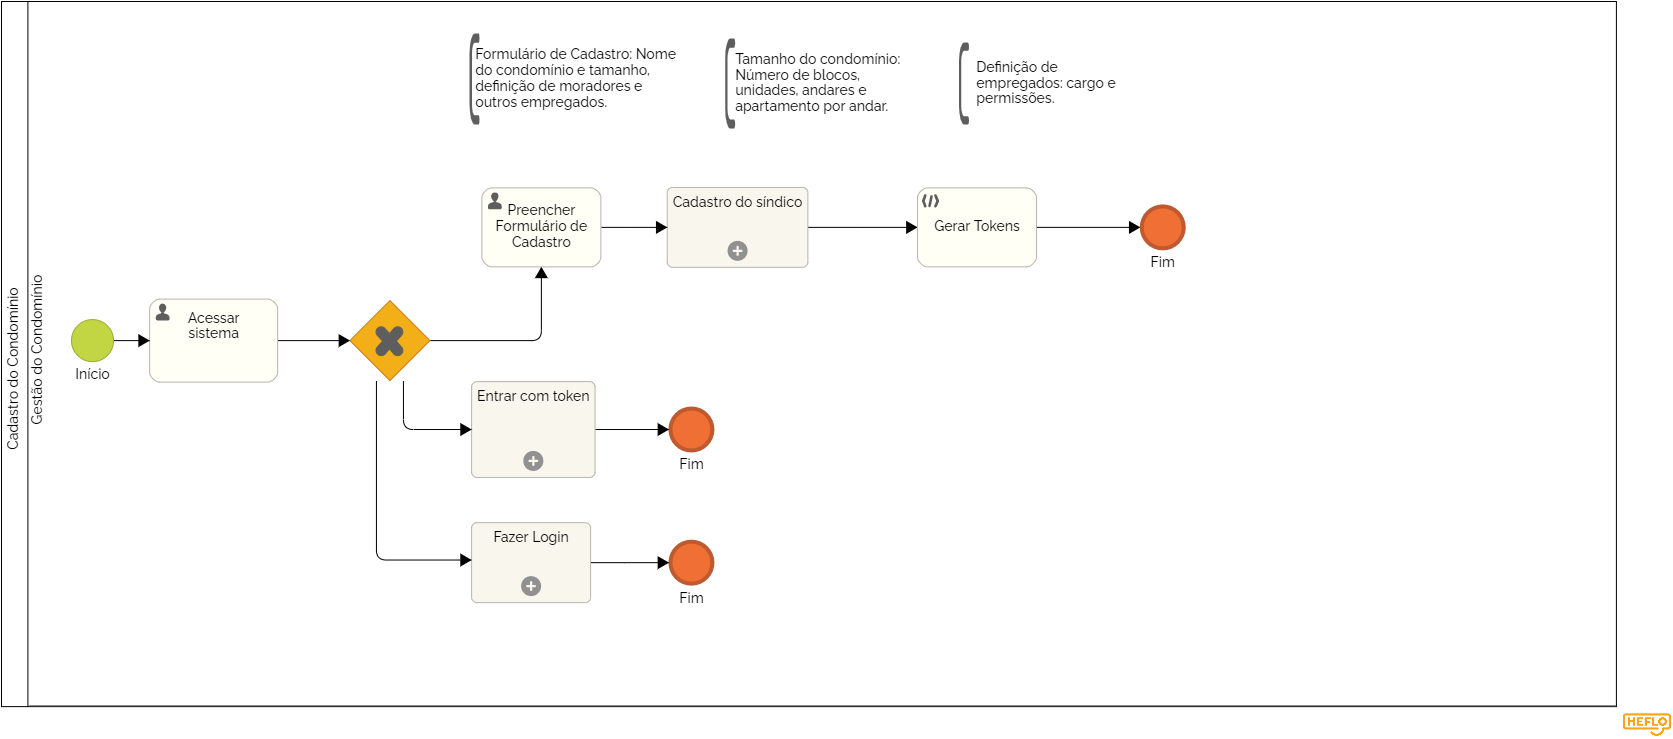 Cadastro do Condomínio
Gestão do Condomínio
Formulário de Cadastro: Nome
do condomínio e tamanho,
definição de moradores e
outros empregados.
Tamanho do condomínio:
Número de blocos,
unidades, andares e
apartamento por andar.
Definição de
empregados: cargo e
permissões.
Preencher
Formulário de
Cadastro
Cadastro do síndico
Gerar Tokens
Fim
Início
Acessar
sistema
Entrar com token
Fim
Fazer Login
Fim
HEFLO